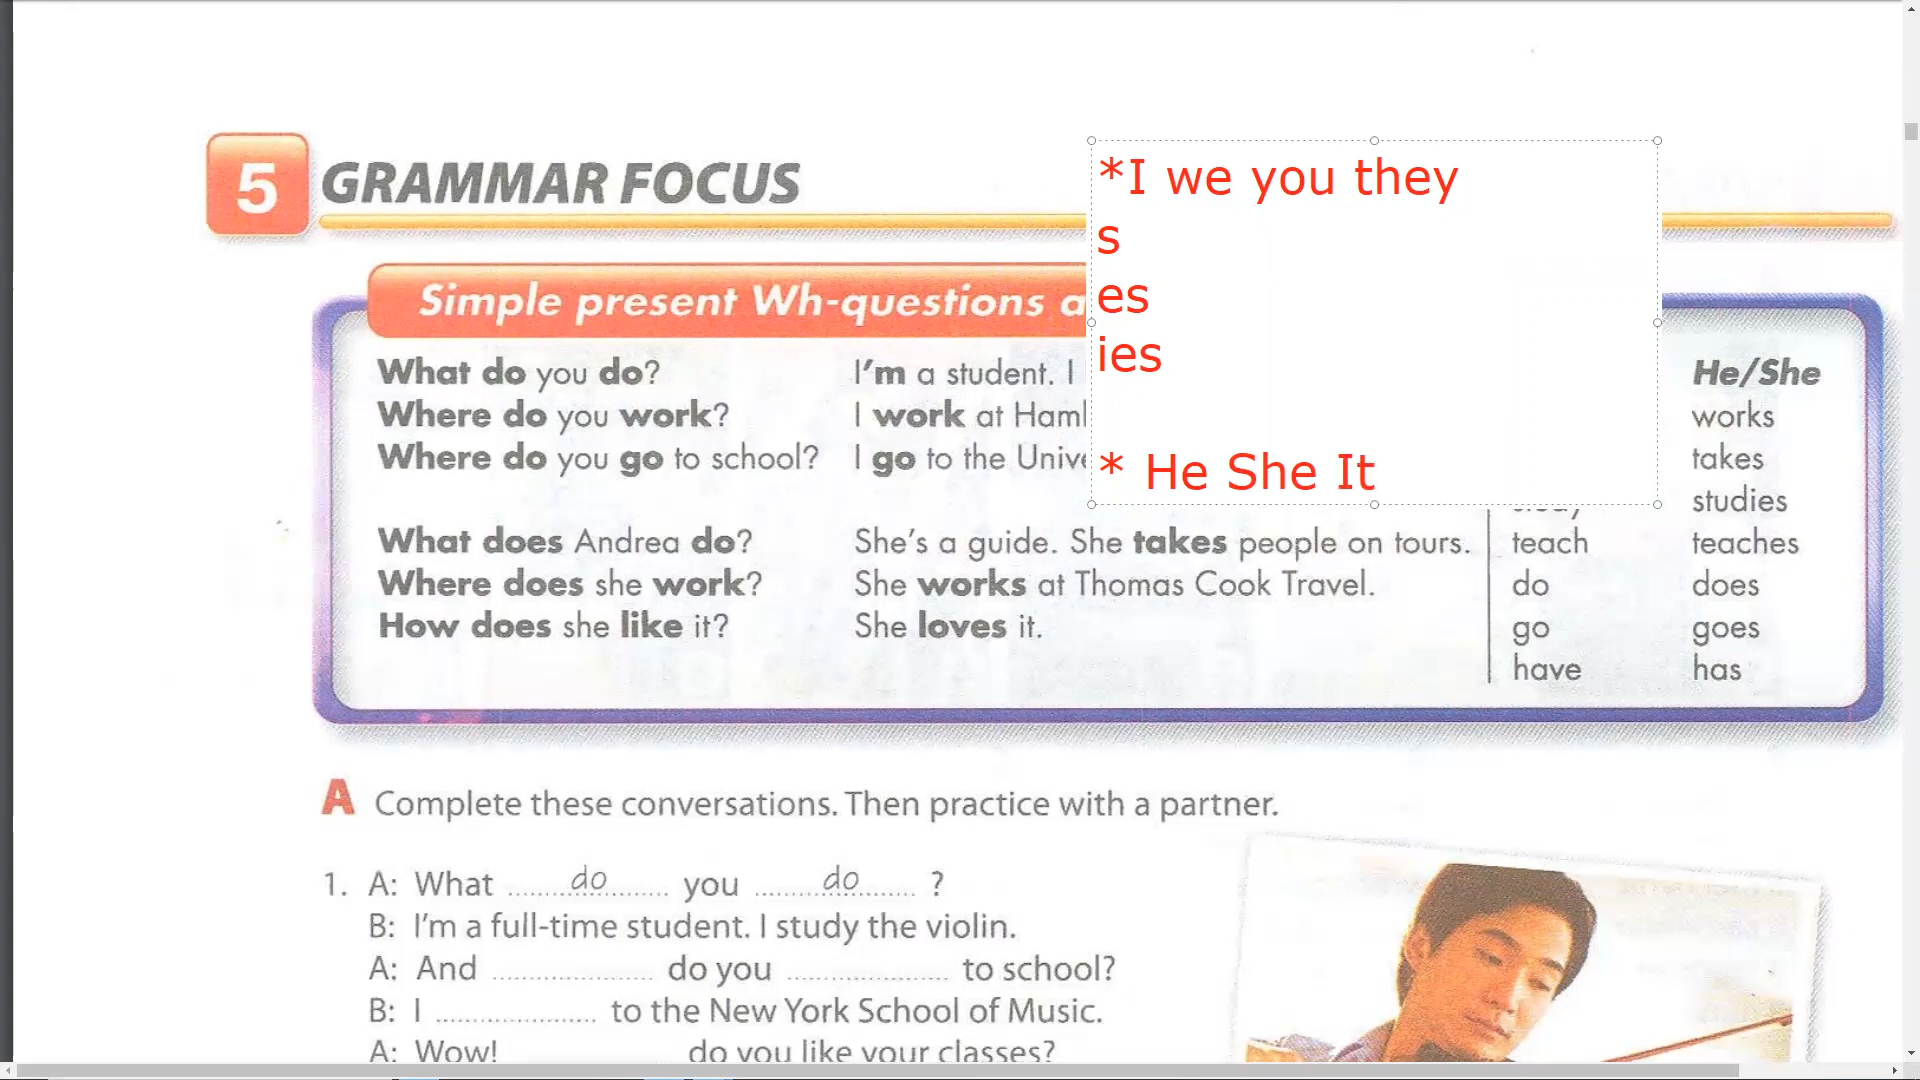 5 GRAMMAR FOCUS
*I we you they
s
es
ies
* He She It
Simple present Wh-questions a
What do you do? I'm a student. I
Where do you work? I work at Haml
Where do you go to school? I go to the Unive
What does Andrea do? She's a guide. She takes people on tours.
Where does she work? She works at Thomas Cook Travel.
How does she like it? She loves it.
He/She
works
takes
studies
teach teaches
do does
go goes
have has
A Complete these conversations. Then practice with a partner.
1. A: What do you do ?
B: I'm a full-time student. I study the violin.
A: And do you to school?
B: I to the New York School of Music.
A: Wow! do you like your classes?